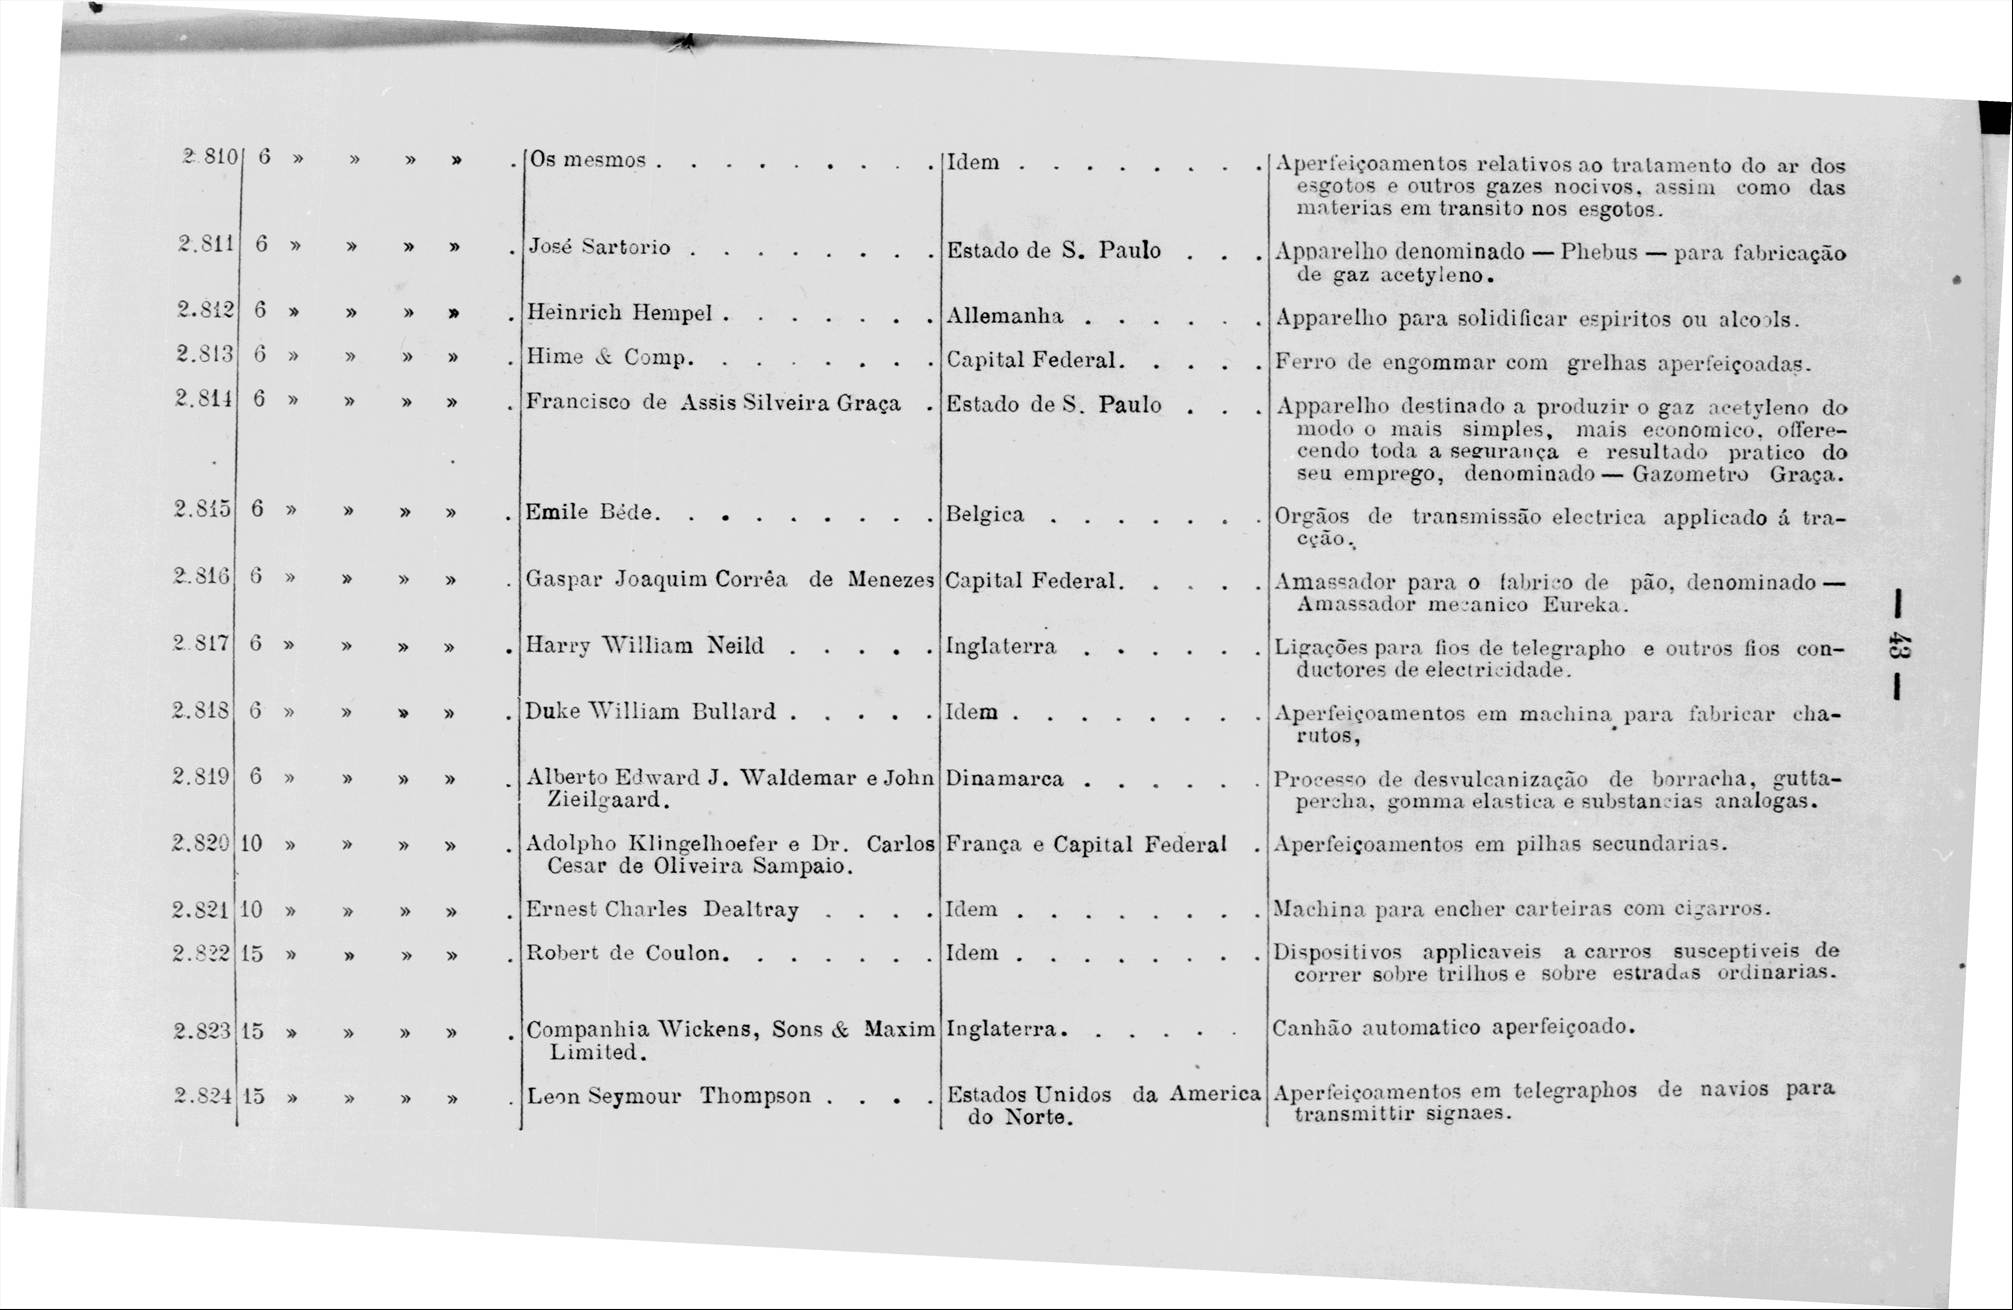 2.810 6 » » » » . Os mesmos . . . . . . . . . Idem . . . . . . . . Aperfeiçoamentos relativos ao tratamento do ar dos
esgotos e outros gazes nocivos, assim como das
materias em transito nos esgotos.
2.811 6 » » » » . José Sartorio . . . . . . . . Estado de S. Paulo . . . Apparelho denominado — Phebus — para fabricação
de gaz acetyleno.
2.812 6 » » » » . Heinrich Hempel . . . . . . . Allemanha . . . . . . Apparelho para solidificar espiritos ou alcools.
2.813 6 » » » » . Hime & Comp. . . . . . . . Capital Federal. . . . . Ferro de engommar com grelhas aperfeiçoadas.
2.814 6 » » » » . Francisco de Assis Silveira Graça . Estado de S. Paulo . . . Apparelho destinado a produzir o gaz acetyleno do
modo o mais simples, mais economico, offere-
cendo toda a segurança e resultado pratico do
seu emprego, denominado — Gazometro Graça.
2.815 6 » » » » . Emile Béde. . . . . . . . . Belgica . . . . . . . Orgãos de transmissão electrica applicado á tra-
cção.
2.816 6 » » » » . Gaspar Joaquim Corrêa de Menezes Capital Federal. . . . . Amassador para o fabrico de pão, denominado —
Amassador mecanico Eureka.
2.817 6 » » » » . Harry William Neild . . . . . Inglaterra . . . . . . Ligações para fios de telegrapho e outros fios con-
ductores de electricidade.
2.818 6 » » » » . Duke William Bullard . . . . . Idem . . . . . . . . Aperfeiçoamentos em machina para fabricar cha-
rutos,
2.819 6 » » » » . Alberto Edward J. Waldemar e John Dinamarca . . . . . . Processo de desvulcanização de borracha, gutta-
Zieilgaard. percha, gomma elastica e substancias analogas.
2.820 10 » » » » . Adolpho Klingelhoefer e Dr. Carlos França e Capital Federal . Aperfeiçoamentos em pilhas secundarias.
Cesar de Oliveira Sampaio.
2.821 10 » » » » . Ernest Charles Dealtray . . . . Idem . . . . . . . . Machina para encher carteiras com cigarros.
2.822 15 » » » » . Robert de Coulon. . . . . . . Idem . . . . . . . . Dispositivos applicaveis a carros susceptiveis de
correr sobre trilhos e sobre estradas ordinarias.
2.823 15 » » » » . Companhia Wickens, Sons & Maxim Inglaterra. . . . . . Canhão automatico aperfeiçoado.
Limited.
2.824 15 » » » » . Leon Seymour Thompson . . . . Estados Unidos da America Aperfeiçoamentos em telegraphos de navios para
do Norte. transmittir signaes.
— 43 —